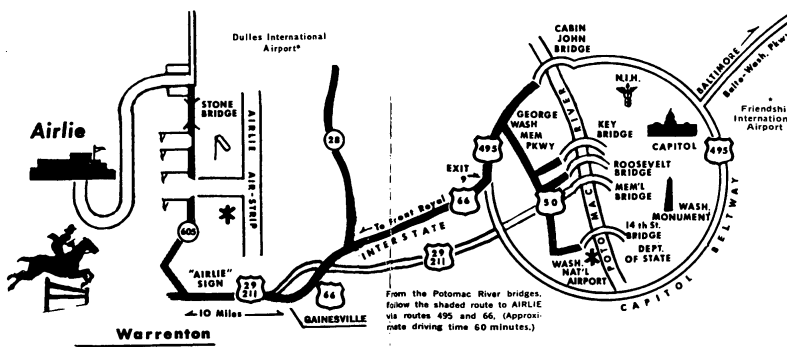 Dulles International
Airport*
CABIN
JOHN
BRIDGE
BALTIMORE
Balto-Wash. Pkwy.
*
Friendship
International
Airport
N.I.H.
STONE
BRIDGE
Airlie
AIRLIE AIR-STRIP
28
GEORGE
WASH
MEM
PKWY
RIVER
KEY
BRIDGE
CAPITOL
495
495
EXIT
9
66
ROOSEVELT
BRIDGE
MEM'L BRIDGE
50
POTOMAC
WASH.
MONUMENT
14th St.
BRIDGE
DEPT.
OF STATE
WASH.
NAT'L
AIRPORT
CAPITOL BELTWAY
To Front Royal
INTERSTATE
605
29
211
"AIRLIE"
SIGN
29
211
66
10 Miles
GAINESVILLE
Warrenton
From the Potomac River bridges,
follow the shaded route to AIRLIE
via routes 495 and 66. (Approxi-
mate driving time 60 minutes.)